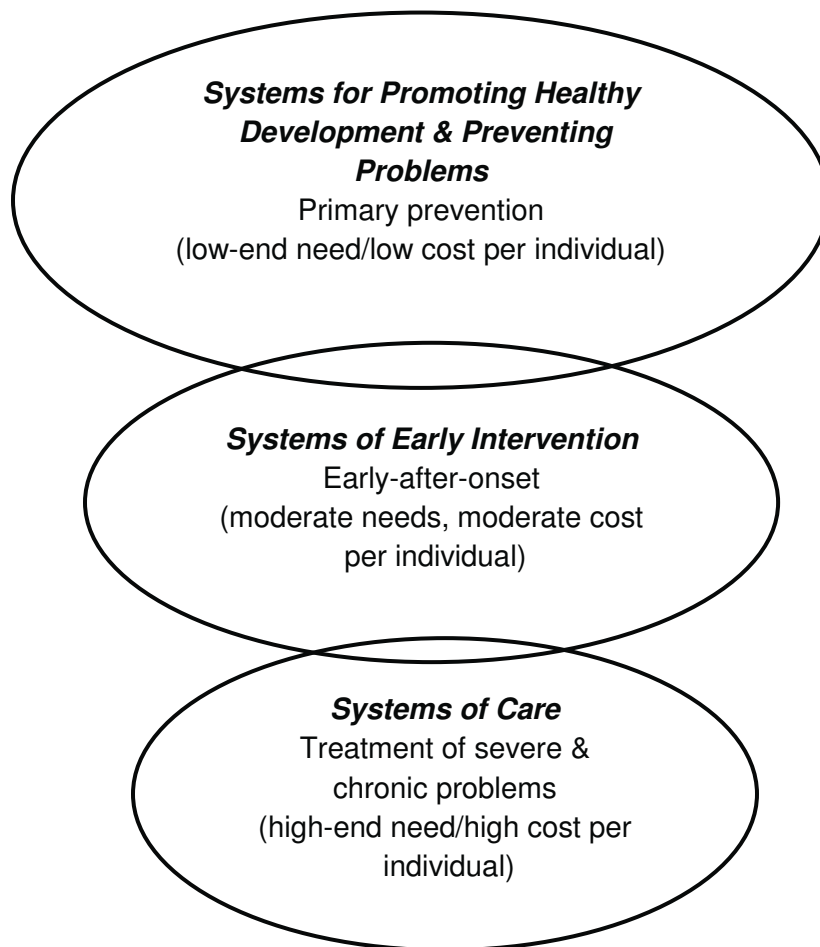 Systems for Promoting Healthy
Development & Preventing
Problems
Primary prevention
(low-end need/low cost per individual)
Systems of Early Intervention
Early-after-onset
(moderate needs, moderate cost
per individual)
Systems of Care
Treatment of severe &
chronic problems
(high-end need/high cost per
individual)